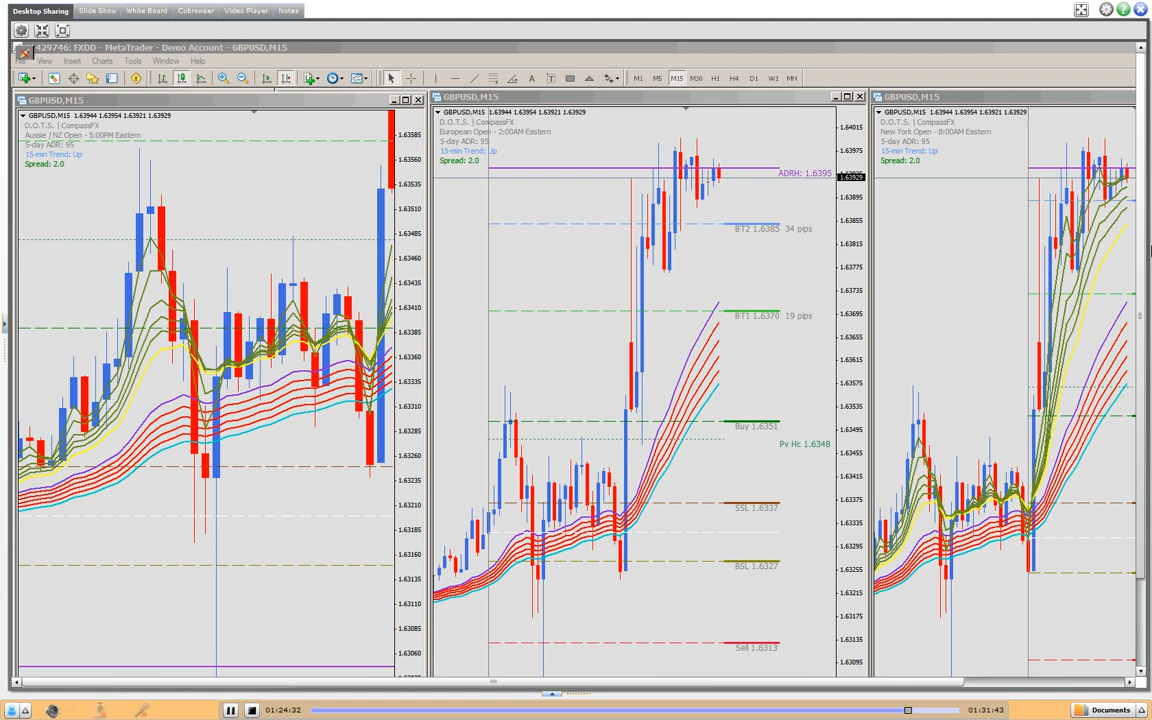 Desktop Sharing
Slide Show
White Board
Cobrowser
Video Player
Notes
429746: FXDD - MetaTrader - Demo Account - GBPUSD,M15
View
Insert
Charts
Tools
Window
Help
M1
M5
M15
M30
H1
H4
D1
W1
MN
GBPUSD,M15
GBPUSD,M15 1.63944 1.63954 1.63921 1.63929
D.O.T.S. | CompassFX
Aussie / NZ Open - 5:00PM Eastern
5-day ADR: 95
15-min Trend: Up
Spread: 2.0
1.63585
1.63560
1.63535
1.63510
1.63485
1.63460
1.63435
1.63410
1.63385
1.63360
1.63335
1.63310
1.63285
1.63260
1.63235
1.63210
1.63185
1.63160
1.63135
1.63110
1.63085
1.63060
GBPUSD,M15
GBPUSD,M15 1.63944 1.63954 1.63921 1.63929
D.O.T.S. | CompassFX
European Open - 2:00AM Eastern
5-day ADR: 95
15-min Trend: Up
Spread: 2.0
ADRH: 1.6395
BT2 1.6385 34 pips
BT1 1.6370 19 pips
Buy 1.6351
Pv Hi: 1.6348
SSL 1.6337
BSL 1.6327
Sell 1.6313
1.64015
1.63975
1.63929
1.63895
1.63855
1.63815
1.63775
1.63735
1.63695
1.63655
1.63615
1.63575
1.63535
1.63495
1.63455
1.63415
1.63375
1.63335
1.63295
1.63255
1.63215
1.63175
1.63135
1.63095
GBPUSD,M15
GBPUSD,M15 1.63944 1.63954 1.63921 1.63929
D.O.T.S. | CompassFX
New York Open - 8:00AM Eastern
5-day ADR: 95
15-min Trend: Up
Spread: 2.0
01:24:32
01:31:43
Documents